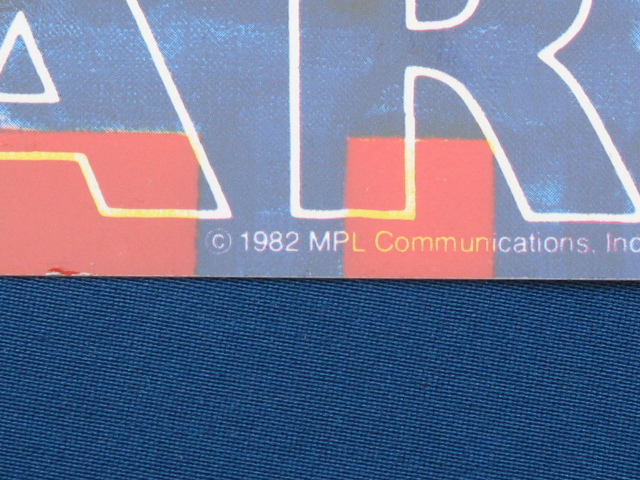 AR
© 1982 MPL Communications. Inc